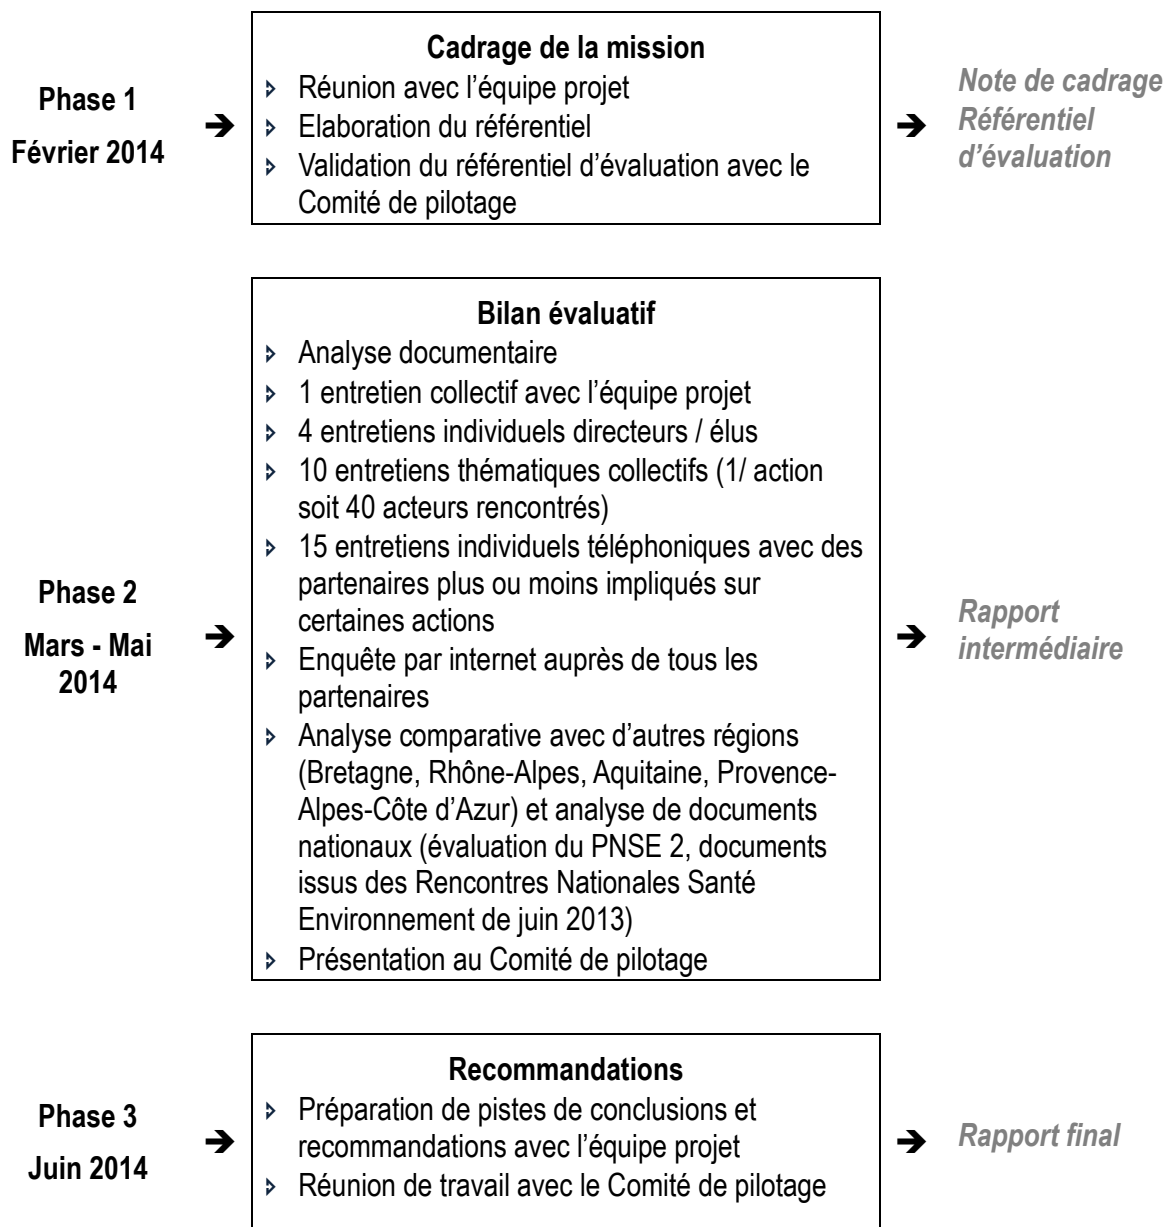 Phase 1
Février 2014
➔
Cadrage de la mission
Réunion avec l’équipe projet
Elaboration du référentiel
Validation du référentiel d’évaluation avec le
Comité de pilotage
➔
Note de cadrage
Référentiel
d’évaluation
Phase 2
Mars - Mai
2014
➔
Bilan évaluatif
Analyse documentaire
1 entretien collectif avec l’équipe projet
4 entretiens individuels directeurs / élus
10 entretiens thématiques collectifs (1/ action
soit 40 acteurs rencontrés)
15 entretiens individuels téléphoniques avec des
partenaires plus ou moins impliqués sur
certaines actions
Enquête par internet auprès de tous les
partenaires
Analyse comparative avec d’autres régions
(Bretagne, Rhône-Alpes, Aquitaine, Provence-
Alpes-Côte d’Azur) et analyse de documents
nationaux (évaluation du PNSE 2, documents
issus des Rencontres Nationales Santé
Environnement de juin 2013)
Présentation au Comité de pilotage
➔
Rapport
intermédiaire
Phase 3
Juin 2014
➔
Recommandations
Préparation de pistes de conclusions et
recommandations avec l’équipe projet
Réunion de travail avec le Comité de pilotage
➔
Rapport final